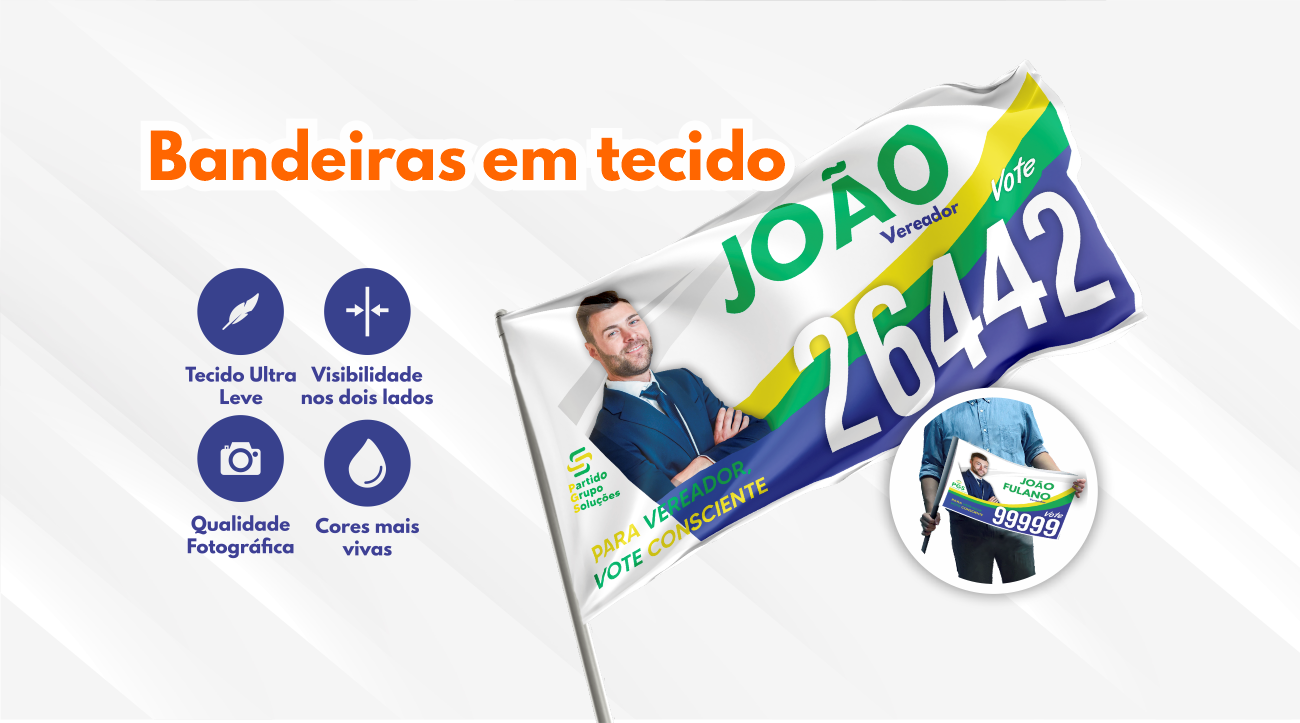 Bandeiras em tecido
Tecido Ultra
Leve
Visibilidade
nos dois lados
Qualidade
Fotográfica
Cores mais
vivas
JOÃO
Vereador
Vote
26442
Partido
Grupo
Soluções
PARA VEREADOR,
VOTE CONSCIENTE
PGS
JOÃO
FULANO
Vote
99999